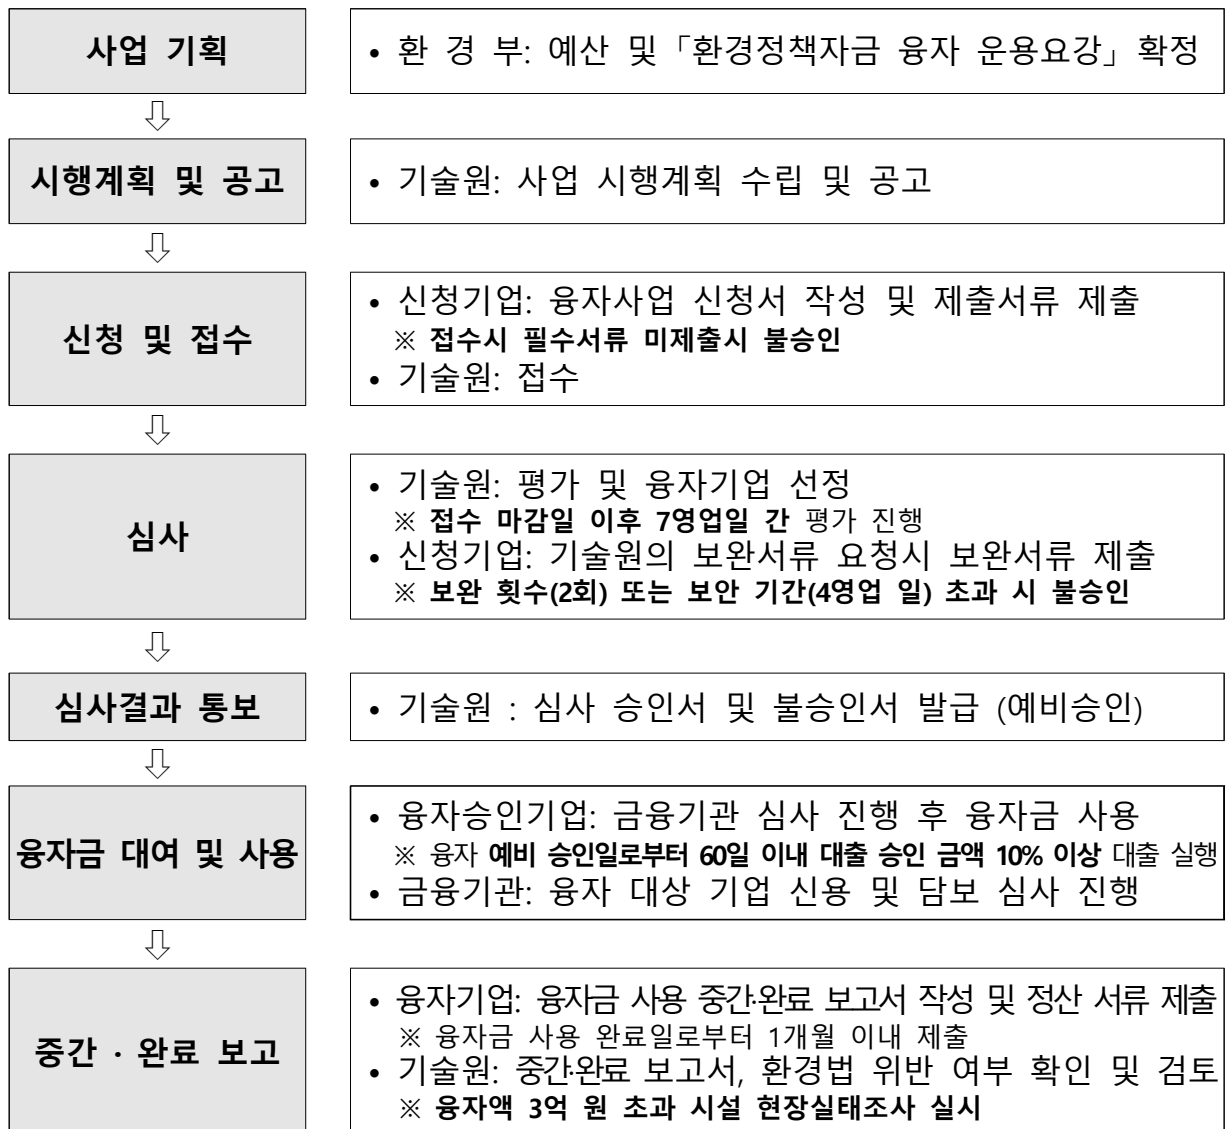 사업 기획
• 환 경 부: 예산 및 「환경정책자금 융자 운용요강」 확정
시행계획 및 공고
• 기술원: 사업 시행계획 수립 및 공고
신청 및 접수
• 신청기업: 융자사업 신청서 작성 및 제출서류 제출
※ 접수시 필수서류 미제출시 불승인
• 기술원: 접수
심사
• 기술원: 평가 및 융자기업 선정
※ 접수 마감일 이후 7영업일 간 평가 진행
• 신청기업: 기술원의 보완서류 요청시 보완서류 제출
※ 보완 횟수(2회) 또는 보안 기간(4영업 일) 초과 시 불승인
심사결과 통보
• 기술원 : 심사 승인서 및 불승인서 발급 (예비승인)
융자금 대여 및 사용
• 융자승인기업: 금융기관 심사 진행 후 융자금 사용
※ 융자 예비 승인일로부터 60일 이내 대출 승인 금액 10% 이상 대출 실행
• 금융기관: 융자 대상 기업 신용 및 담보 심사 진행
중간 · 완료 보고
• 융자기업: 융자금 사용 중간·완료 보고서 작성 및 정산 서류 제출
※ 융자금 사용 완료일로부터 1개월 이내 제출
• 기술원: 중간·완료 보고서, 환경법 위반 여부 확인 및 검토
※ 융자액 3억 원 초과 시설 현장실태조사 실시